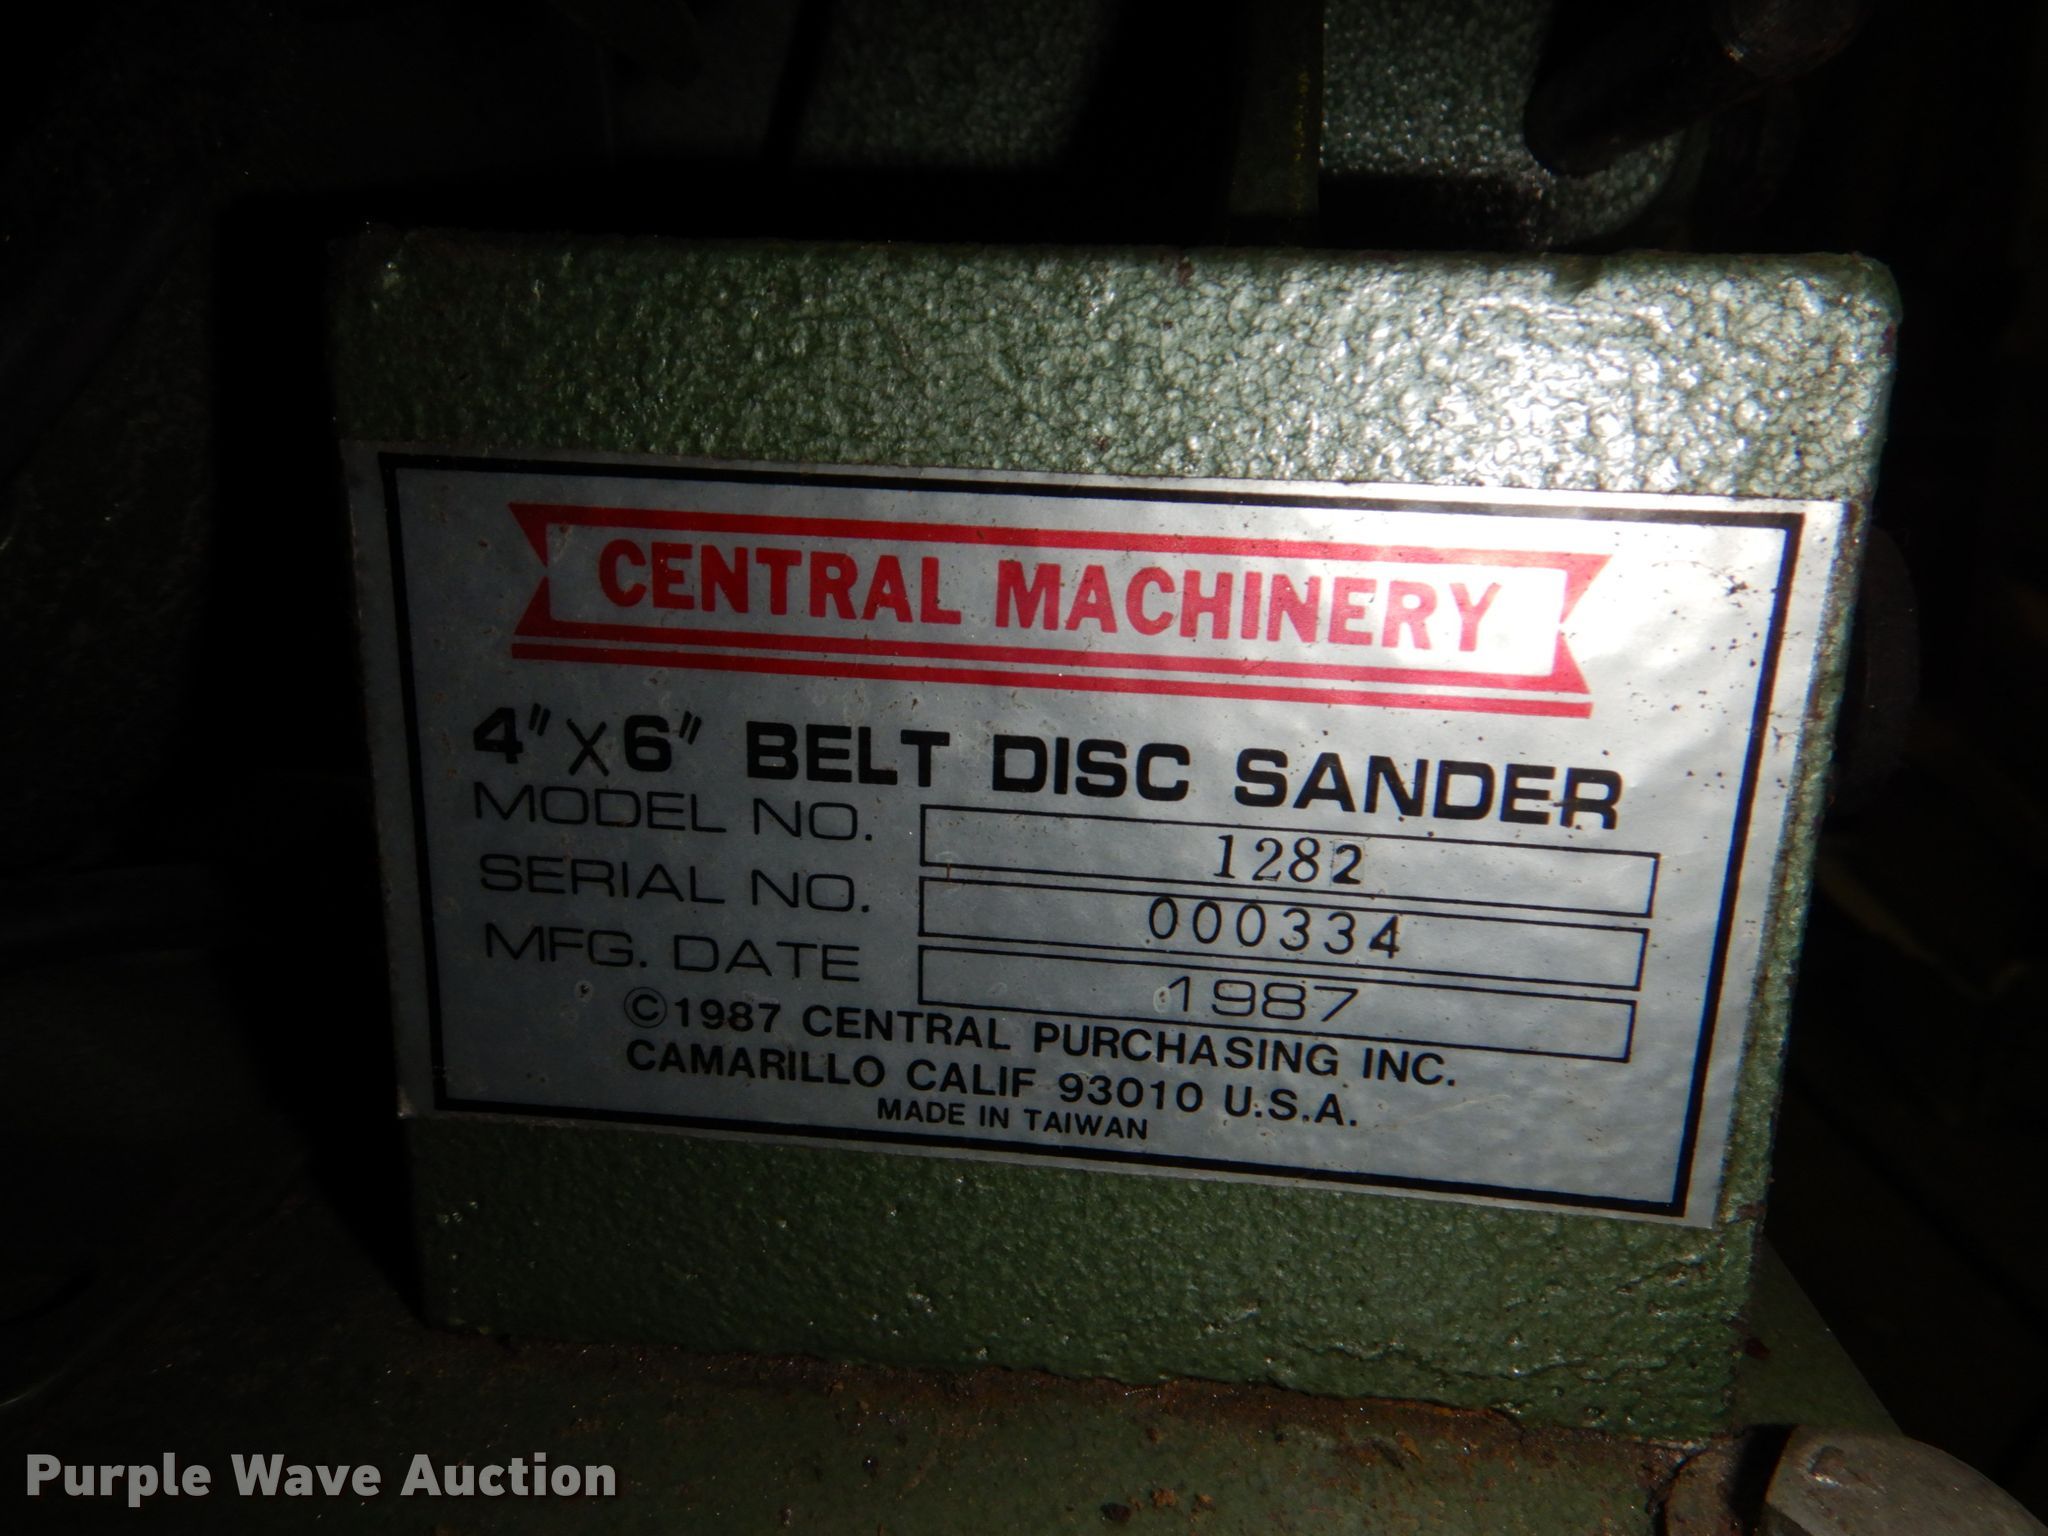 CENTRAL MACHINERY
4" X 6" BELT DISC SANDER
MODEL NO. 1282
SERIAL NO. 000334
MFG. DATE 1987
©1987 CENTRAL PURCHASING INC.
CAMARILLO CALIF 93010 U.S.A.
MADE IN TAIWAN
Purple Wave Auction